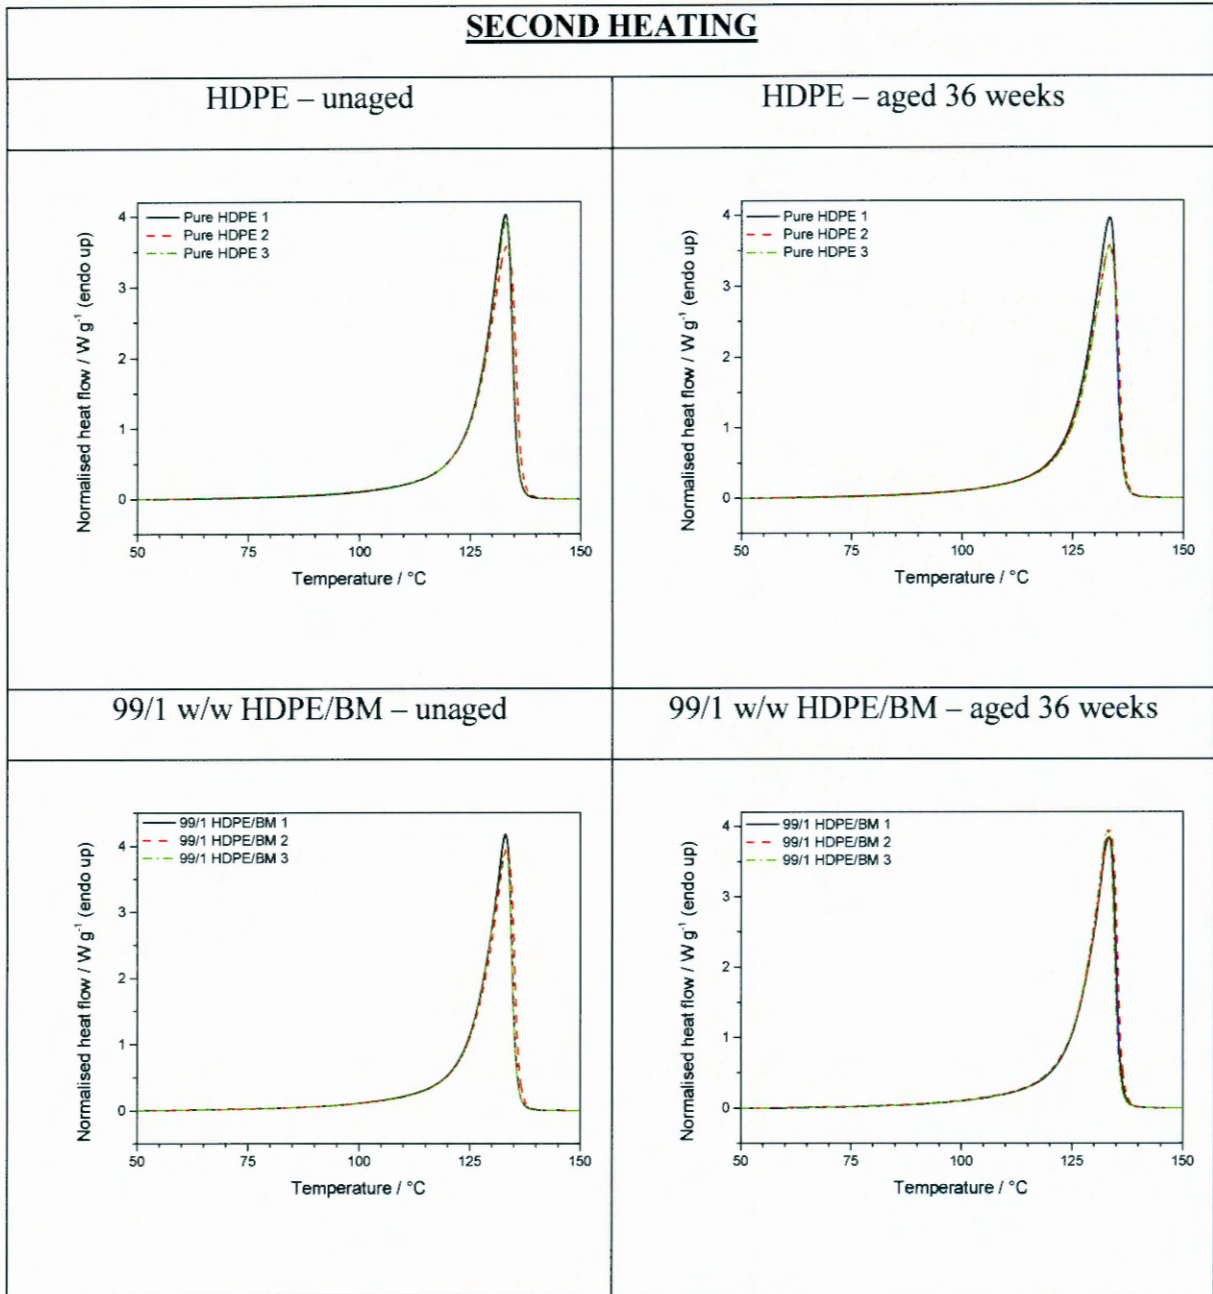 SECOND HEATING
HDPE – unaged
HDPE – aged 36 weeks
Pure HDPE 1
Pure HDPE 2
Pure HDPE 3
4
3
2
1
0
Normalised heat flow / W g⁻¹ (endo up)
50 75 100 125 150
Temperature / °C
Pure HDPE 1
Pure HDPE 2
Pure HDPE 3
4
3
2
1
0
Normalised heat flow / W g⁻¹ (endo up)
50 75 100 125 150
Temperature / °C
99/1 w/w HDPE/BM – unaged
99/1 w/w HDPE/BM – aged 36 weeks
99/1 HDPE/BM 1
99/1 HDPE/BM 2
99/1 HDPE/BM 3
4
3
2
1
0
Normalised heat flow / W g⁻¹ (endo up)
50 75 100 125 150
Temperature / °C
99/1 HDPE/BM 1
99/1 HDPE/BM 2
99/1 HDPE/BM 3
4
3
2
1
0
Normalised heat flow / W g⁻¹ (endo up)
50 75 100 125 150
Temperature / °C